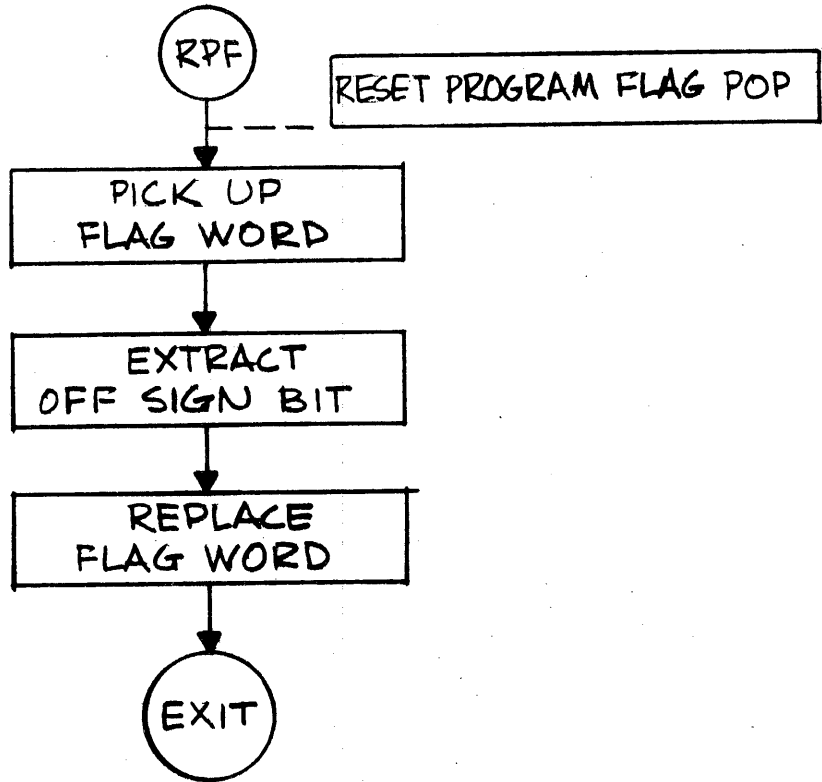 RPF
RESET PROGRAM FLAG POP
PICK UP
FLAG WORD
EXTRACT
OFF SIGN BIT
REPLACE
FLAG WORD
EXIT